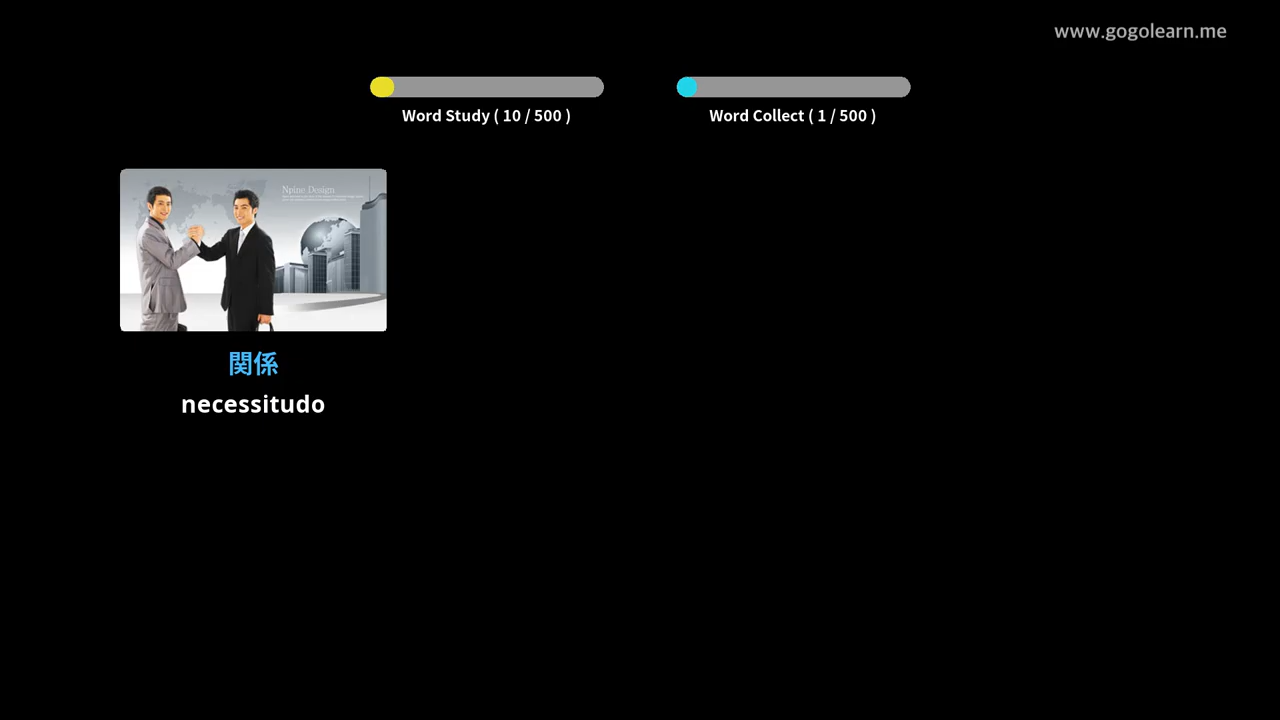 www.gogolearn.me
Word Study ( 10 / 500 )
Word Collect ( 1 / 500 )
Npine Design
関係
necessitudo